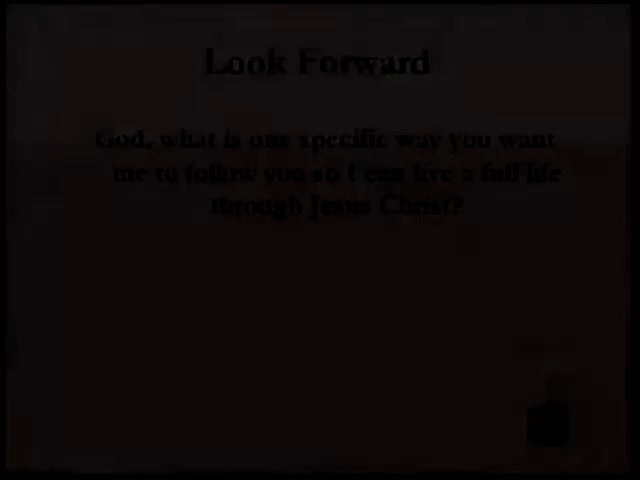 Look Forward
God, what is one specific way you want
me to follow you so I can live a full life
through Jesus Christ?